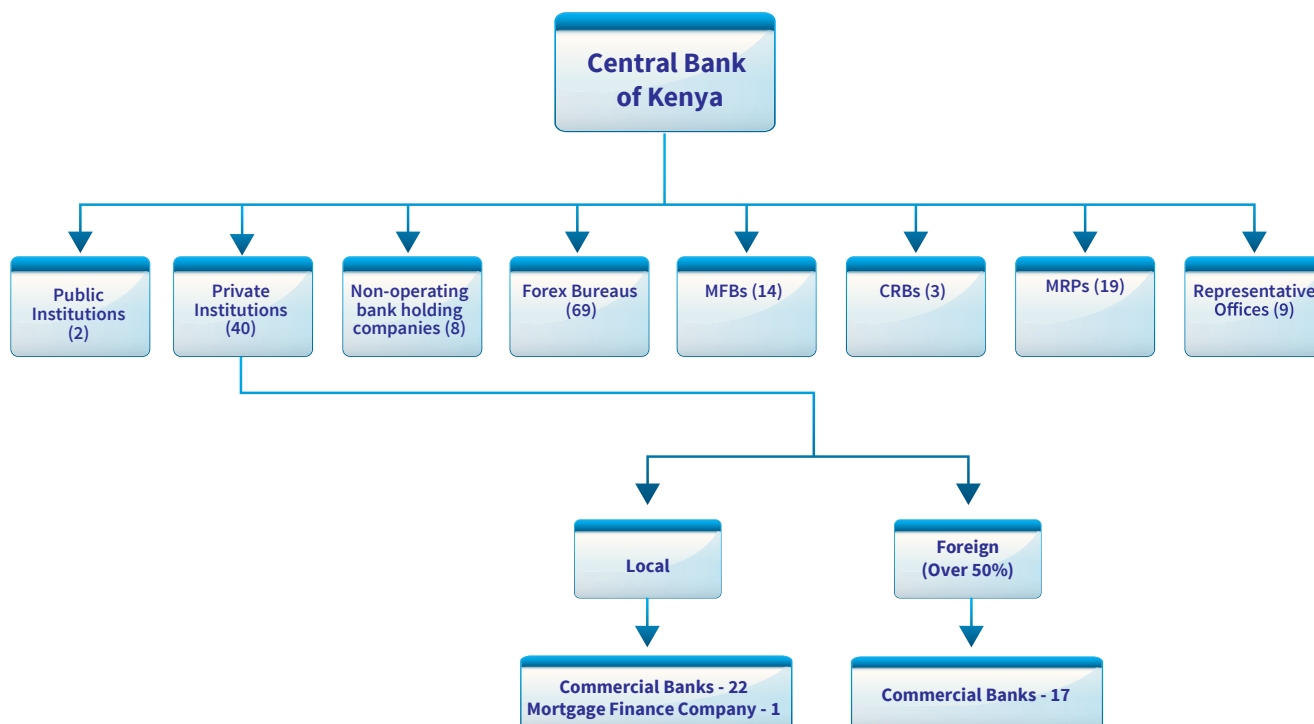 Central Bank
of Kenya
Public
Institutions
(2)
Private
Institutions
(40)
Non-operating
bank holding
companies (8)
Forex Bureaus
(69)
MFBs (14)
CRBs (3)
MRPs (19)
Representative
Offices (9)
Local
Foreign
(Over 50%)
Commercial Banks - 22
Mortgage Finance Company - 1
Commercial Banks - 17